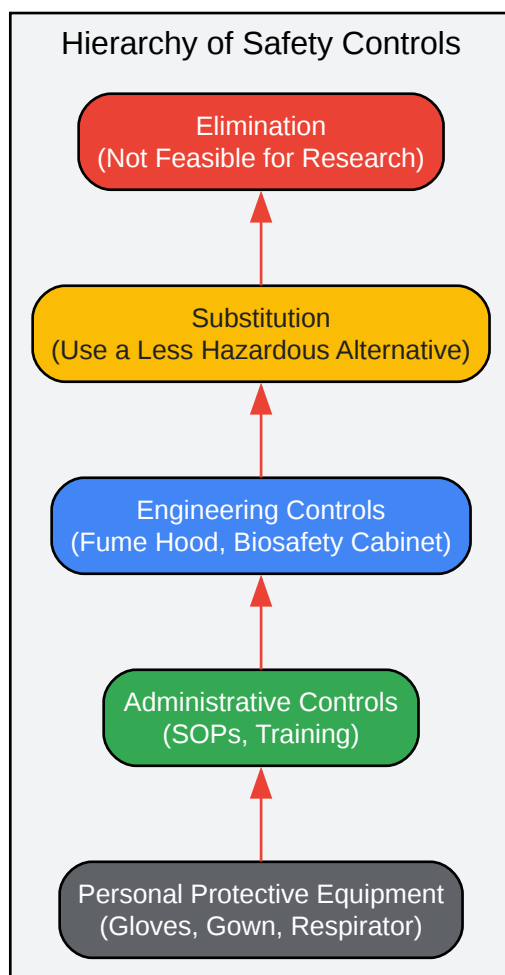 Hierarchy of Safety Controls
Elimination
(Not Feasible for Research)
Substitution
(Use a Less Hazardous Alternative)
Engineering Controls
(Fume Hood, Biosafety Cabinet)
Administrative Controls
(SOPs, Training)
Personal Protective Equipment
(Gloves, Gown, Respirator)